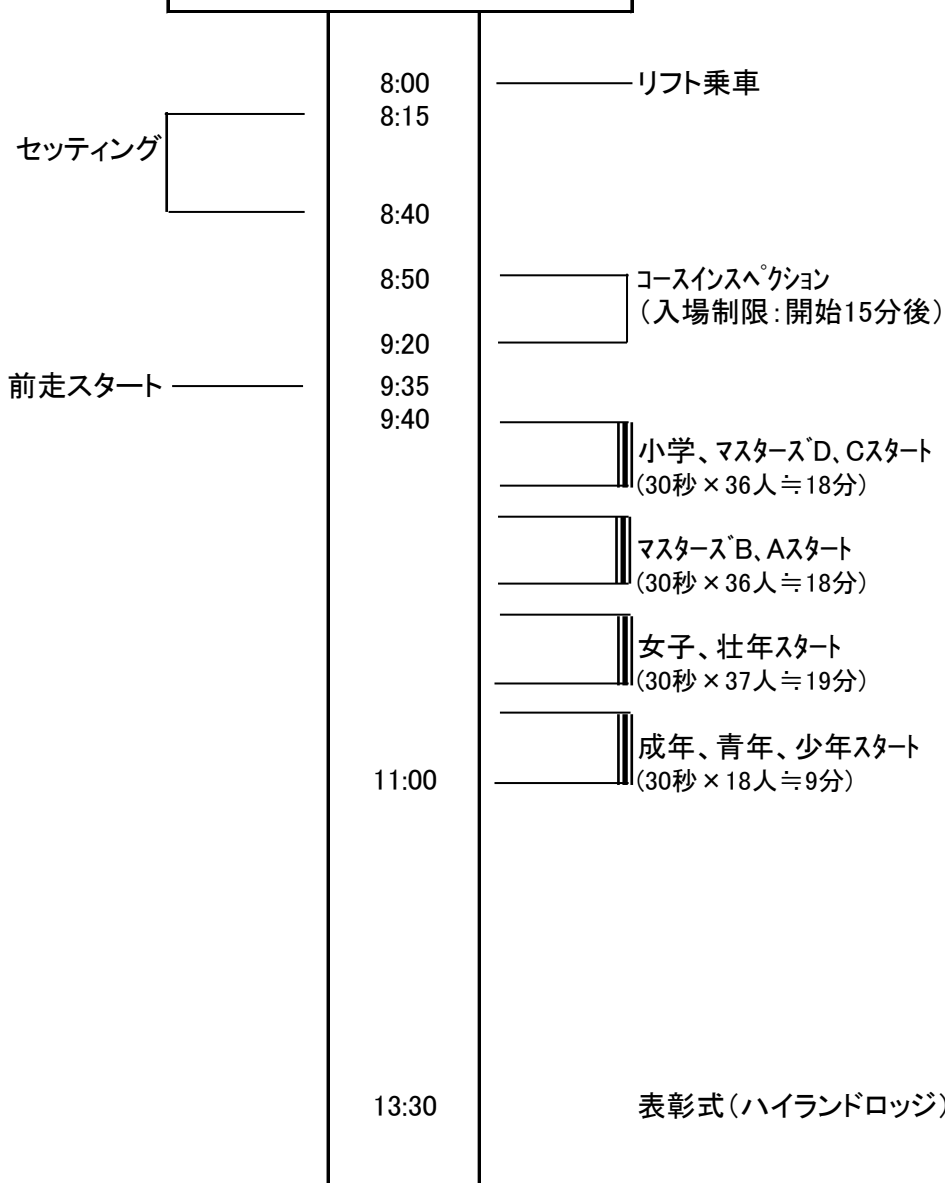 8:00 リフト乗車
8:15
セッティング
8:40
8:50 コースインスペクション
(入場制限:開始15分後)
9:20
前走スタート 9:35
9:40
小学、マスターズD、Cスタート
(30秒×36人≒18分)
マスターズB、Aスタート
(30秒×36人≒18分)
女子、壮年スタート
(30秒×37人≒19分)
成年、青年、少年スタート
11:00 (30秒×18人≒9分)
13:30 表彰式(ハイランドロッジ)